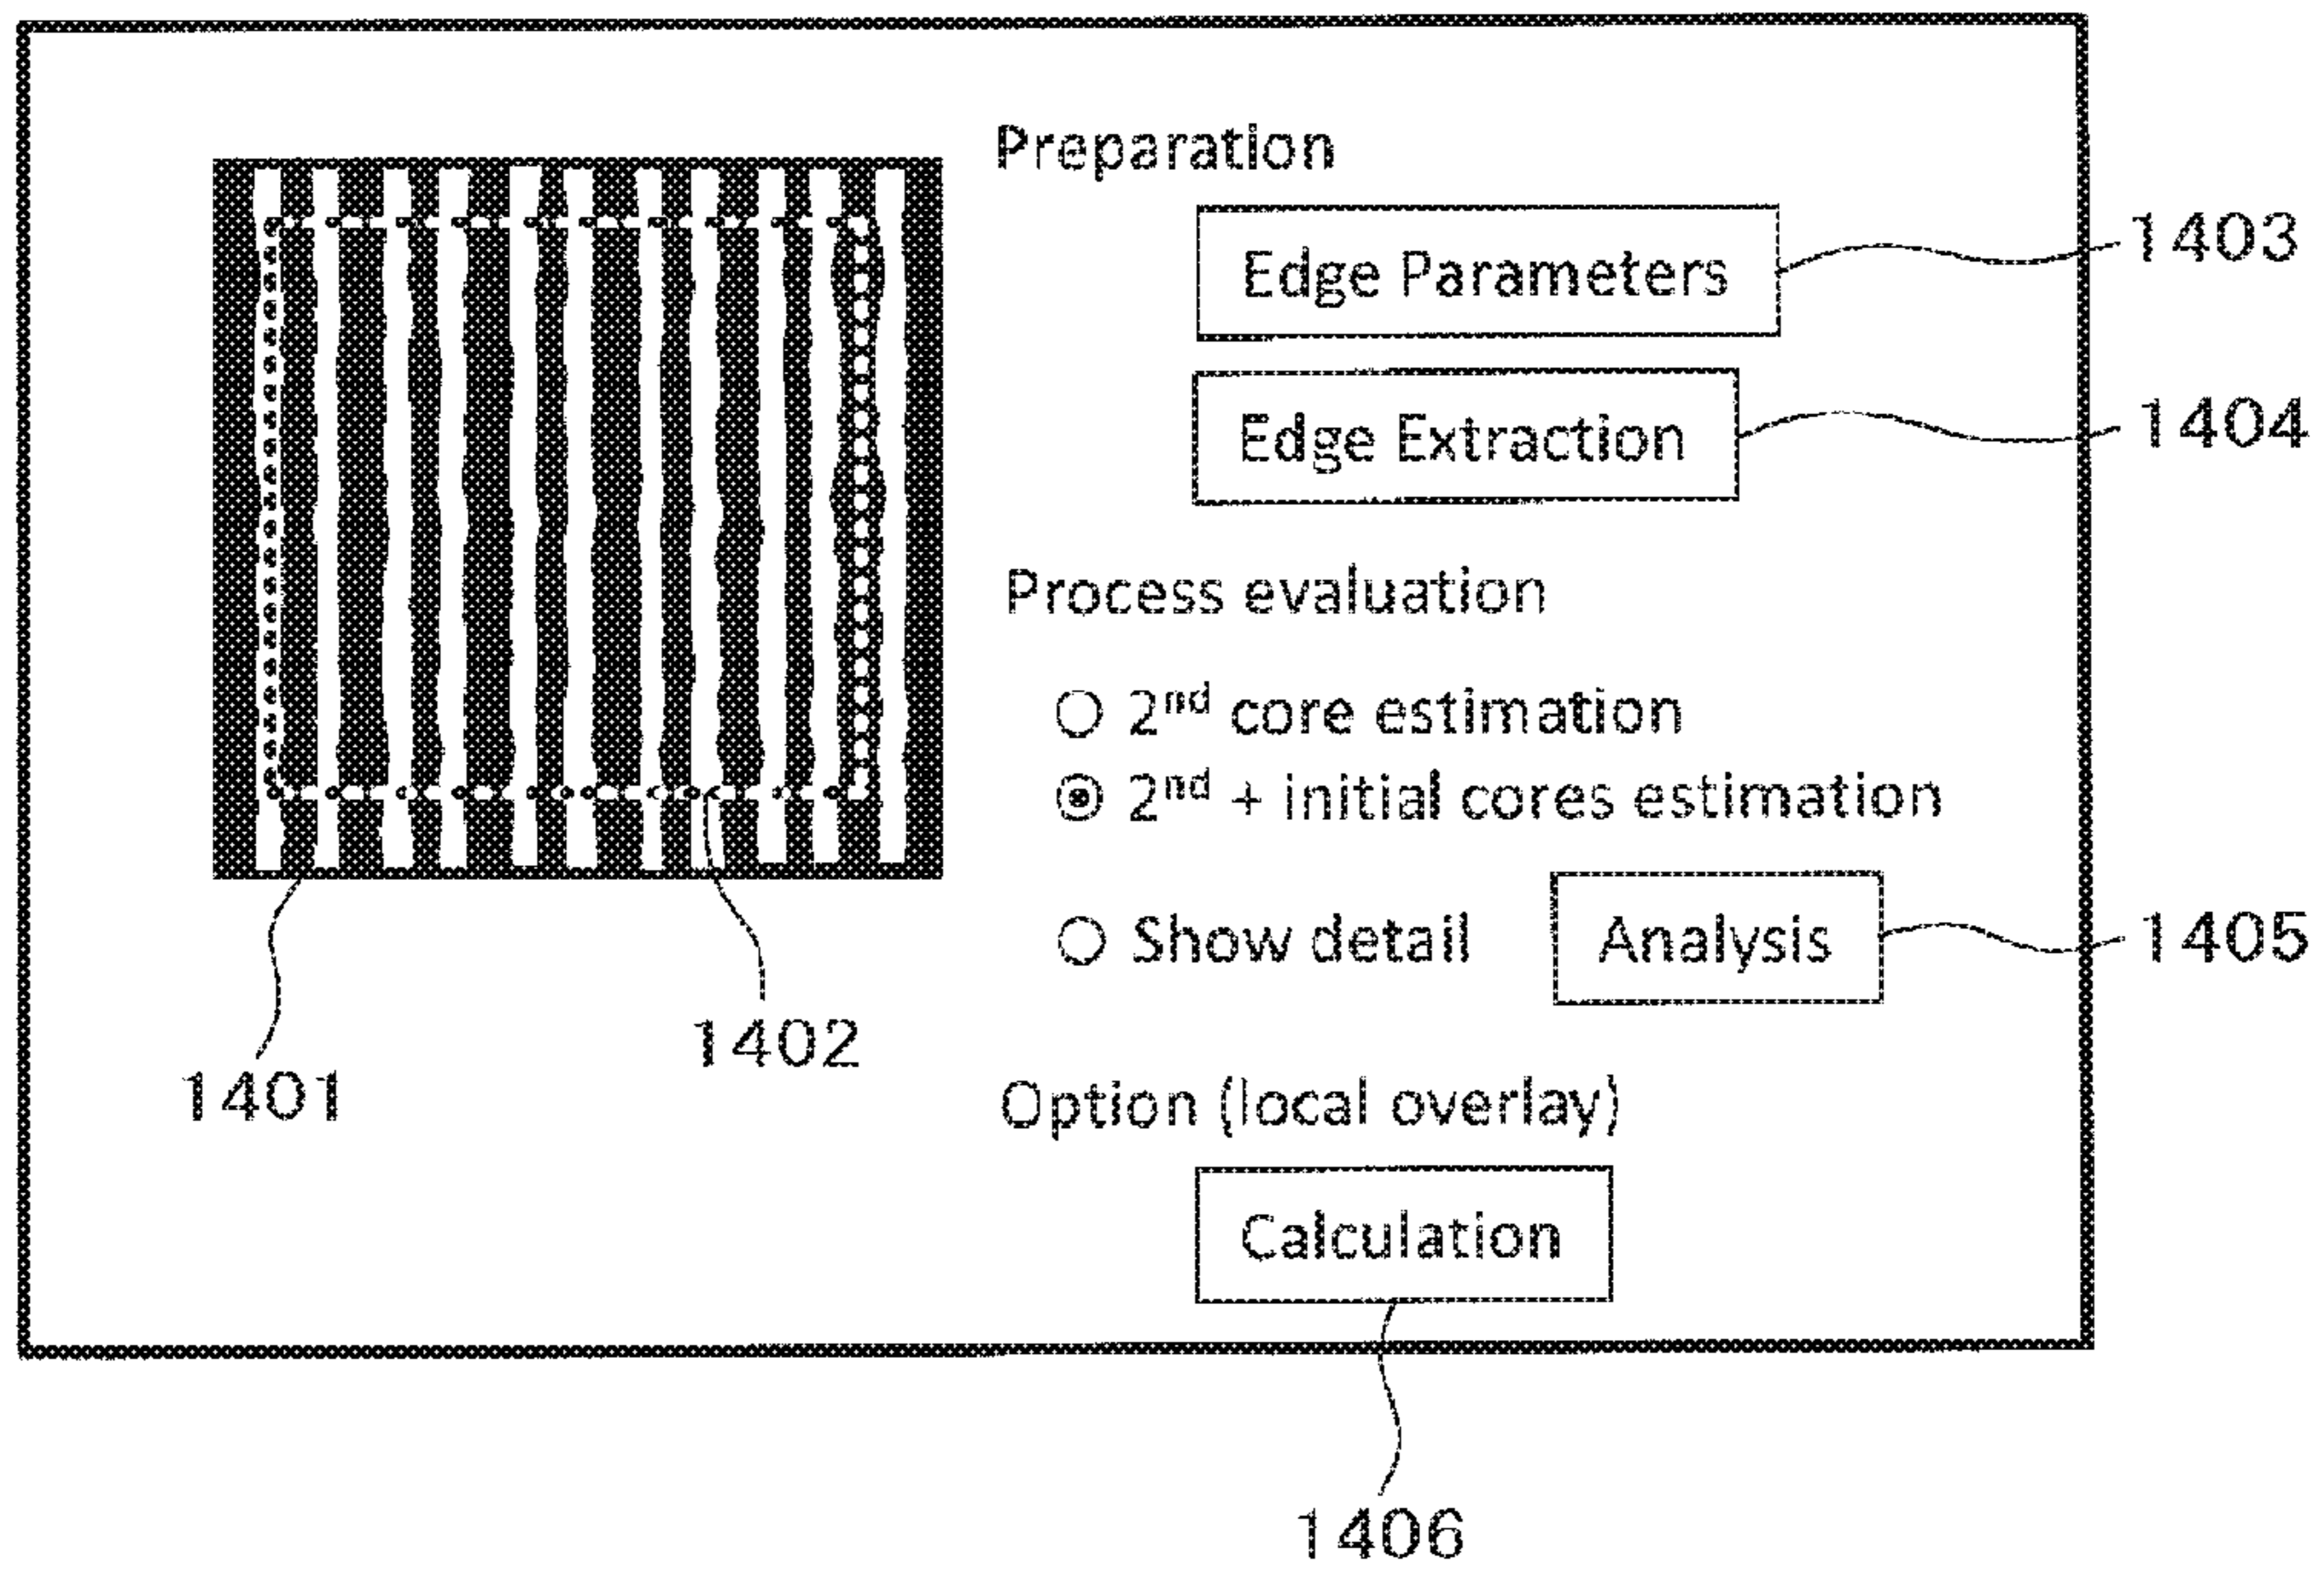 Preparation
Edge Parameters
1403
Edge Extraction
1404
Process evaluation
2nd core estimation
2nd + initial cores estimation
Show detail
Analysis
1405
1402
1401
Option (local overlay)
Calculation
1406